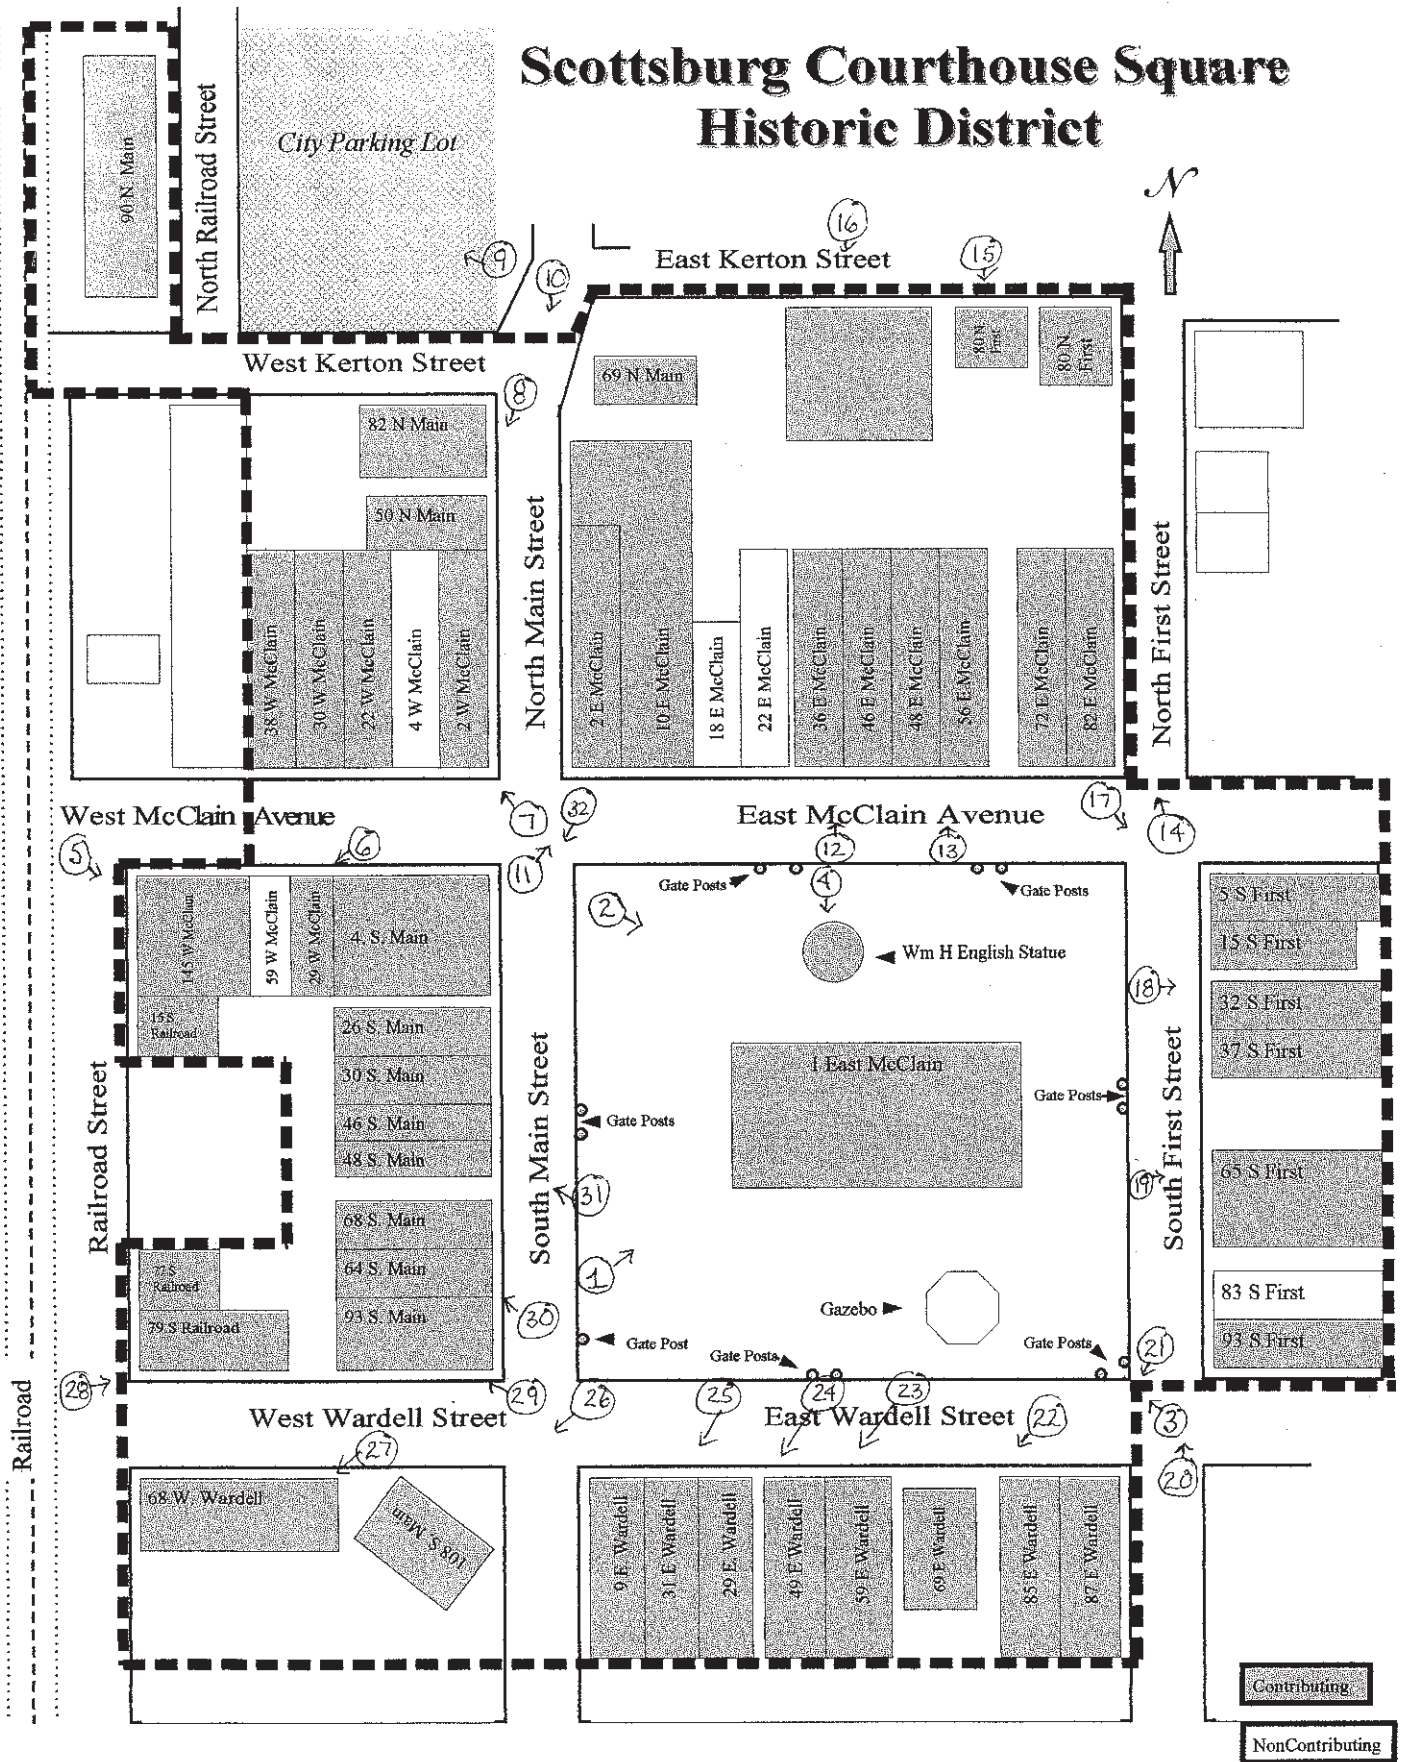 Scottsburg Courthouse Square
Historic District
N
90 N. Main
North Railroad Street
City Parking Lot
9
10
16
East Kerton Street
15
West Kerton Street
8
69 N Main
80 N.
First
80 N.
First
82 N Main
50 N Main
North Main Street
North First Street
38 W McClain
30 W McClain
22 W McClain
4 W McClain
2 W McClain
2 E McClain
10 E McClain
18 E McClain
22 E McClain
36 E McClain
46 E McClain
48 E McClain
56 E McClain
72 E McClain
82 E McClain
West McClain Avenue
7
32
East McClain Avenue
17
14
5
6
11
12
13
Gate Posts
4
Gate Posts
2
145 W McClain
59 W McClain
29 W McClain
4. S. Main
Wm H English Statue
5 S First
15 S First
18
32 S First
37 S First
15 S
Railroad
26 S. Main
30 S. Main
46 S. Main
48 S. Main
1 East McClain
Gate Posts
Gate Posts
Railroad Street
South Main Street
South First Street
31
19
65 S First
68 S. Main
64 S. Main
93 S. Main
77 S
Railroad
79 S Railroad
1
30
Gazebo
83 S First
93 S. First
Gate Post
Gate Posts
Gate Posts
21
28
29
26
25
24
23
22
3
20
West Wardell Street
East Wardell Street
Railroad
27
68 W. Wardell
108 S. Main
9 E. Wardell
31 E Wardell
29 E. Wardell
49 E Wardell
59 E Wardell
69 E Wardell
85 E Wardell
87 E Wardell
Contributing
NonContributing